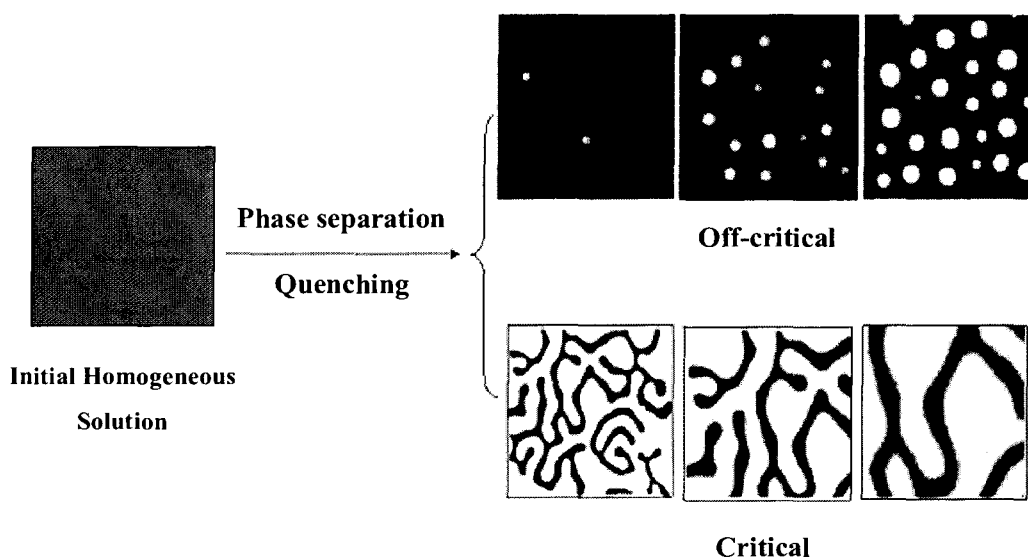 Phase separation
Quenching
Initial Homogeneous
Solution
Off-critical
Critical